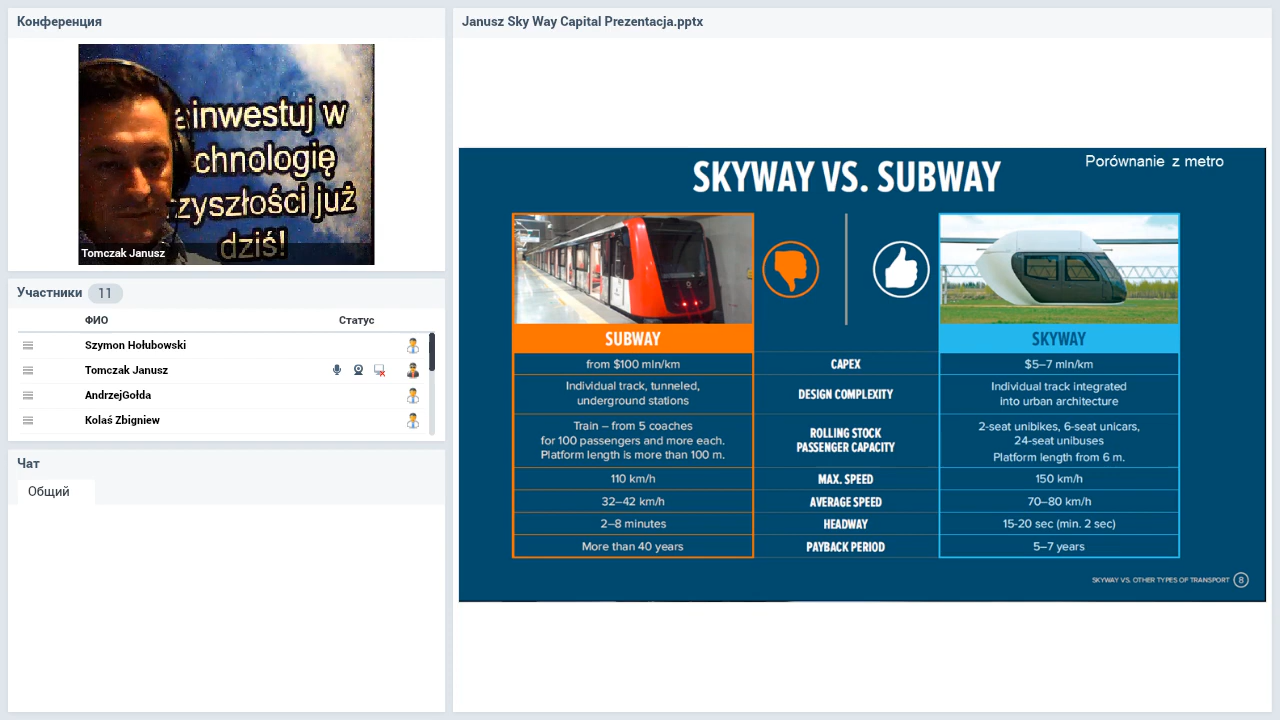 Конференция
inwestuj w
chnologię
rzyszłości już
dziś!
Tomczak Janusz
Участники 11
ФИО Статус
Szymon Hołubowski
Tomczak Janusz
AndrzejGołda
Kolaś Zbigniew
Чат
Общий
Janusz Sky Way Capital Prezentacja.pptx
SKYWAY VS. SUBWAY
Porównanie z metro
SUBWAY SKYWAY
from $100 mln/km CAPEX $5–7 mln/km
Individual track, tunneled,
underground stations
DESIGN COMPLEXITY
Individual track integrated
into urban architecture
Train – from 5 coaches
for 100 passengers and more each.
Platform length is more than 100 m.
ROLLING STOCK
PASSENGER CAPACITY
2-seat unibikes, 6-seat unicars,
24-seat unibuses
Platform length from 6 m.
110 km/h MAX. SPEED 150 km/h
32–42 km/h AVERAGE SPEED 70–80 km/h
2–8 minutes HEADWAY 15-20 sec (min. 2 sec)
More than 40 years PAYBACK PERIOD 5–7 years
SKYWAY VS. OTHER TYPES OF TRANSPORT 8